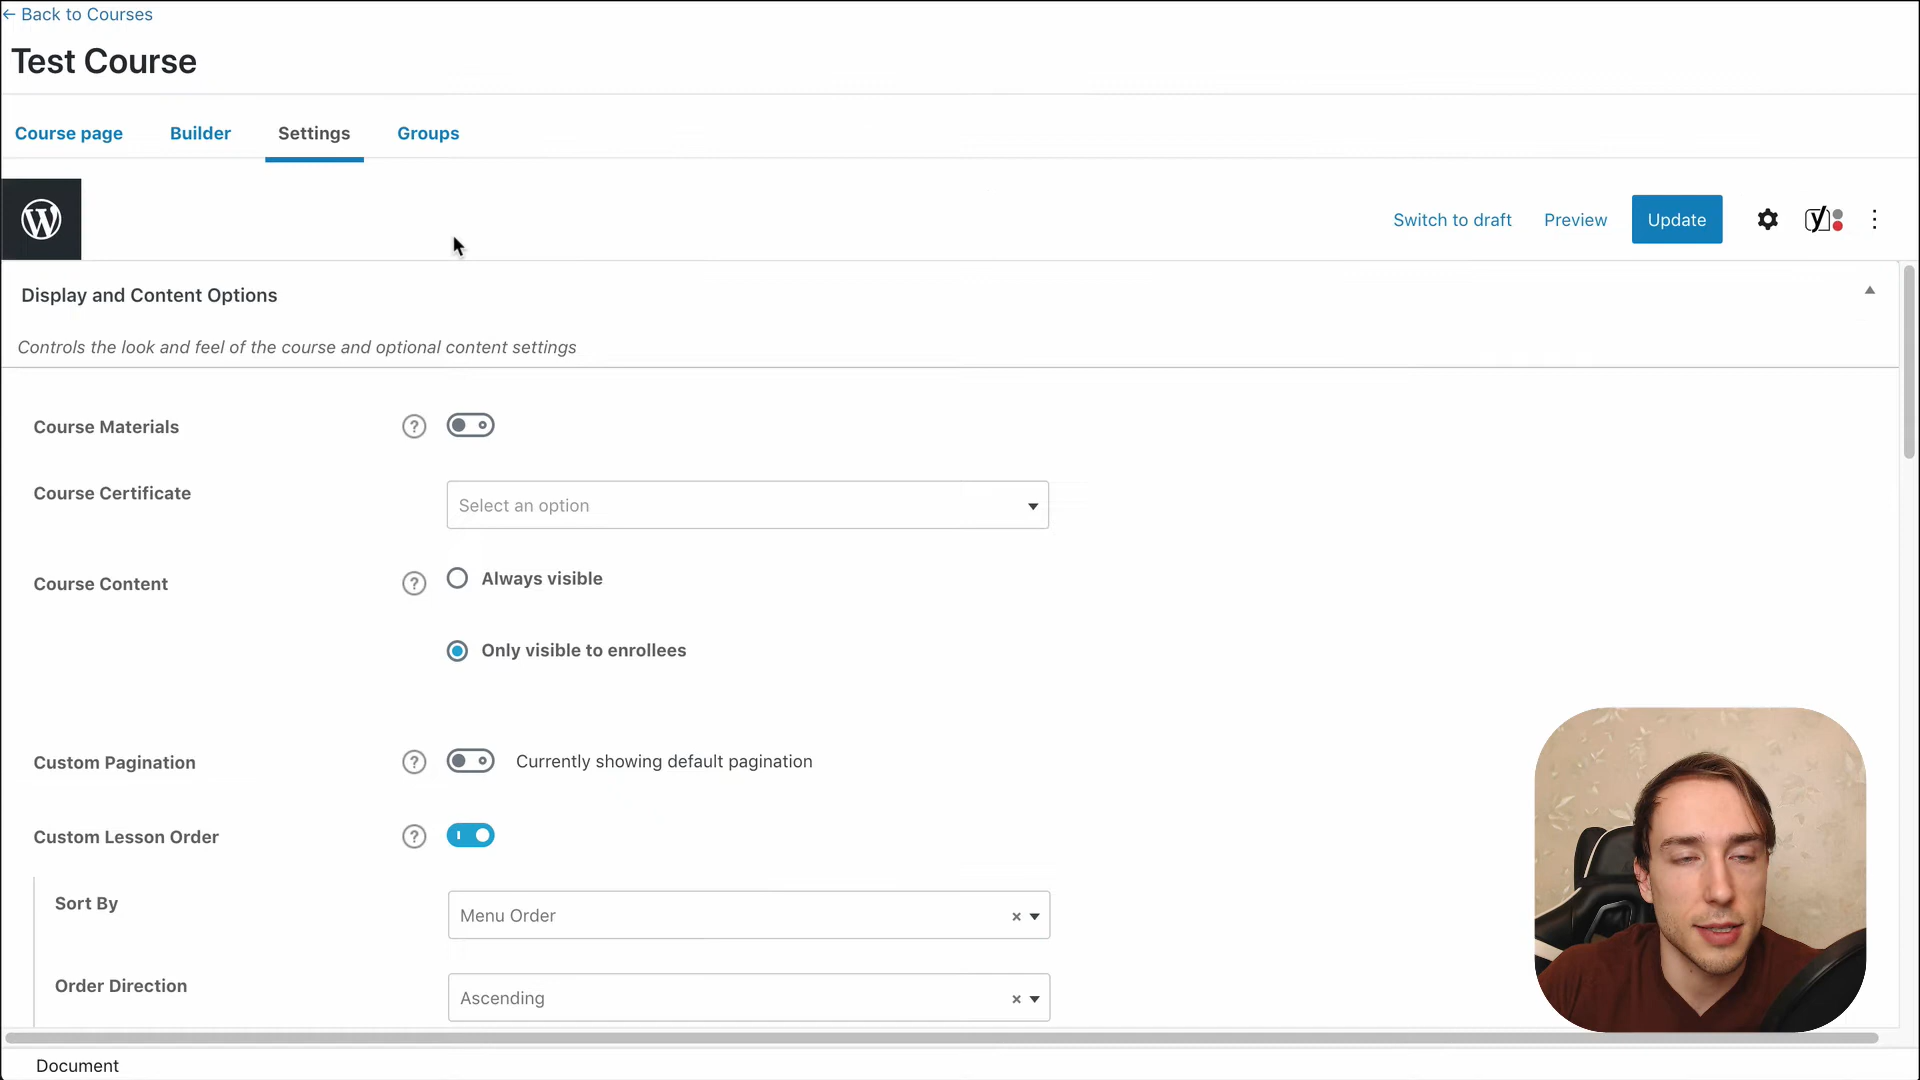 ← Back to Courses
Test Course
Course page Builder Settings Groups
Switch to draft Preview Update
Display and Content Options
Controls the look and feel of the course and optional content settings
Course Materials ?
Course Certificate Select an option
Course Content ? Always visible
Only visible to enrollees
Custom Pagination ? Currently showing default pagination
Custom Lesson Order ?
Sort By Menu Order ×
Order Direction Ascending ×
Document